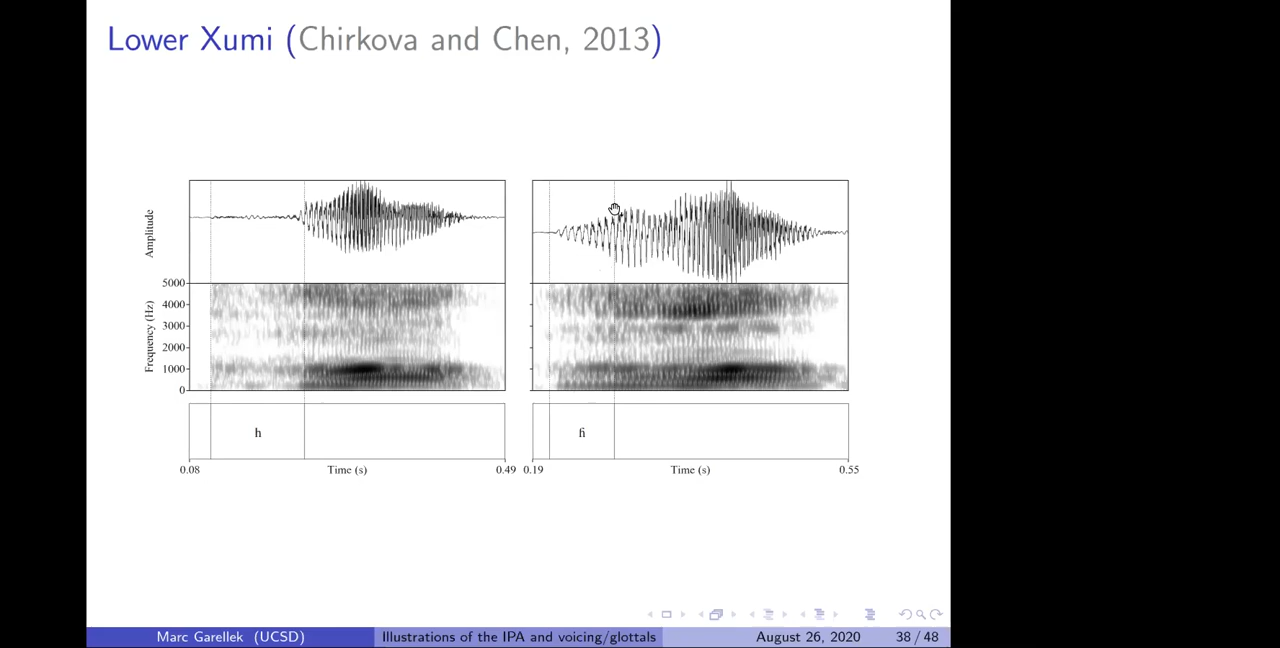 Lower Xumi (Chirkova and Chen, 2013)
Amplitude
5000
4000
3000
2000
1000
0
Frequency (Hz)
h
ɦ
0.08 Time (s) 0.49
0.19 Time (s) 0.55
Marc Garellek (UCSD) Illustrations of the IPA and voicing/glottals August 26, 2020 38 / 48